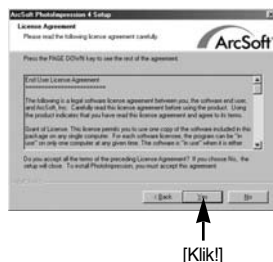 ArcSoft PhotoImpression 4 Setup
License Agreement
Please read the following license agreement carefully.
ArcSoft
Press the PAGE DOWN key to see the rest of the agreement.
End User License Agreement
The following is a legal software license agreement between you, the software end user,
and ArcSoft, Inc. Carefully read this license agreement before using the product. Using
the product indicates that you have read this license agreement and agree to its terms.
Grant of License. This license permits you to use one copy of the software included in this
package on any single computer. For each software licensee, the program can be "in
use" on only one computer at any given time. The software is "in use" when it is either
Do you accept all the terms of the preceding License Agreement? If you choose No, the
setup will close. To install PhotoImpression, you must accept this agreement
< Back
Yes
No
[Klik!]